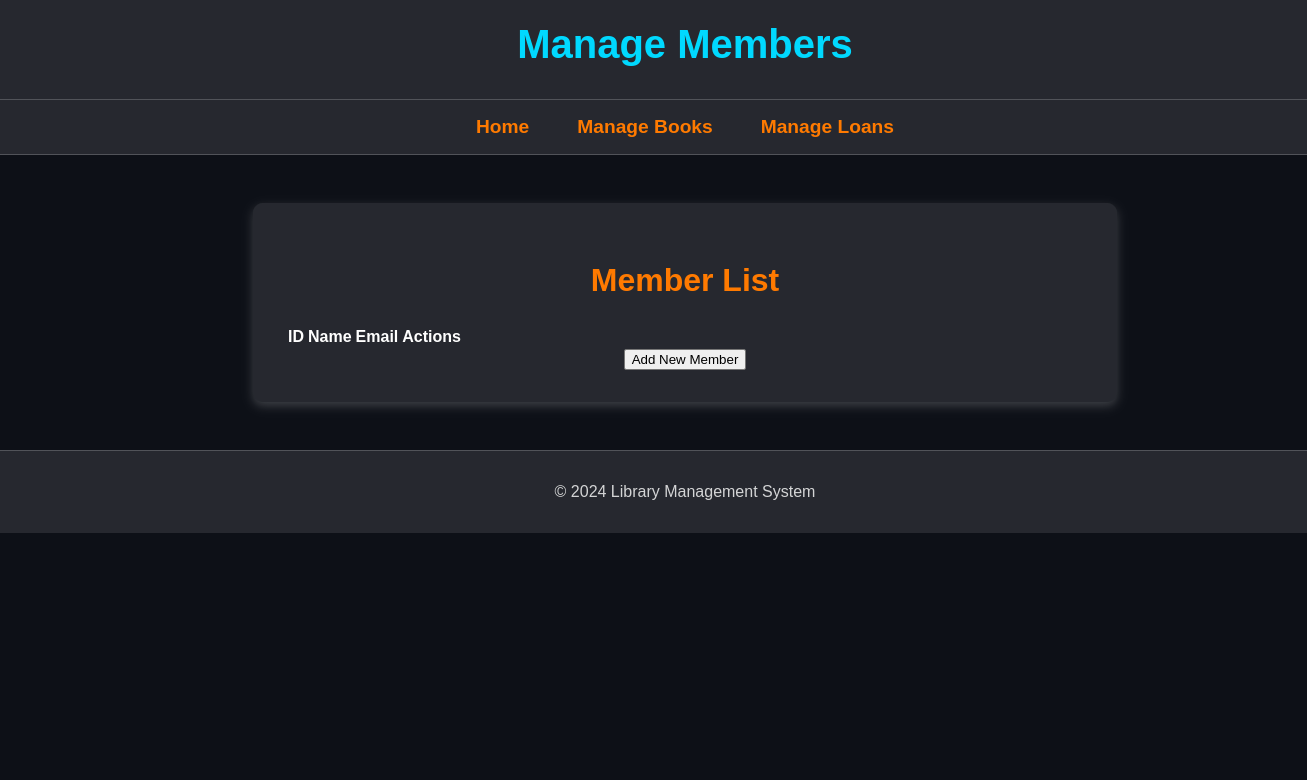 Manage Members
Home Manage Books Manage Loans
Member List
ID Name Email Actions
Add New Member
© 2024 Library Management System